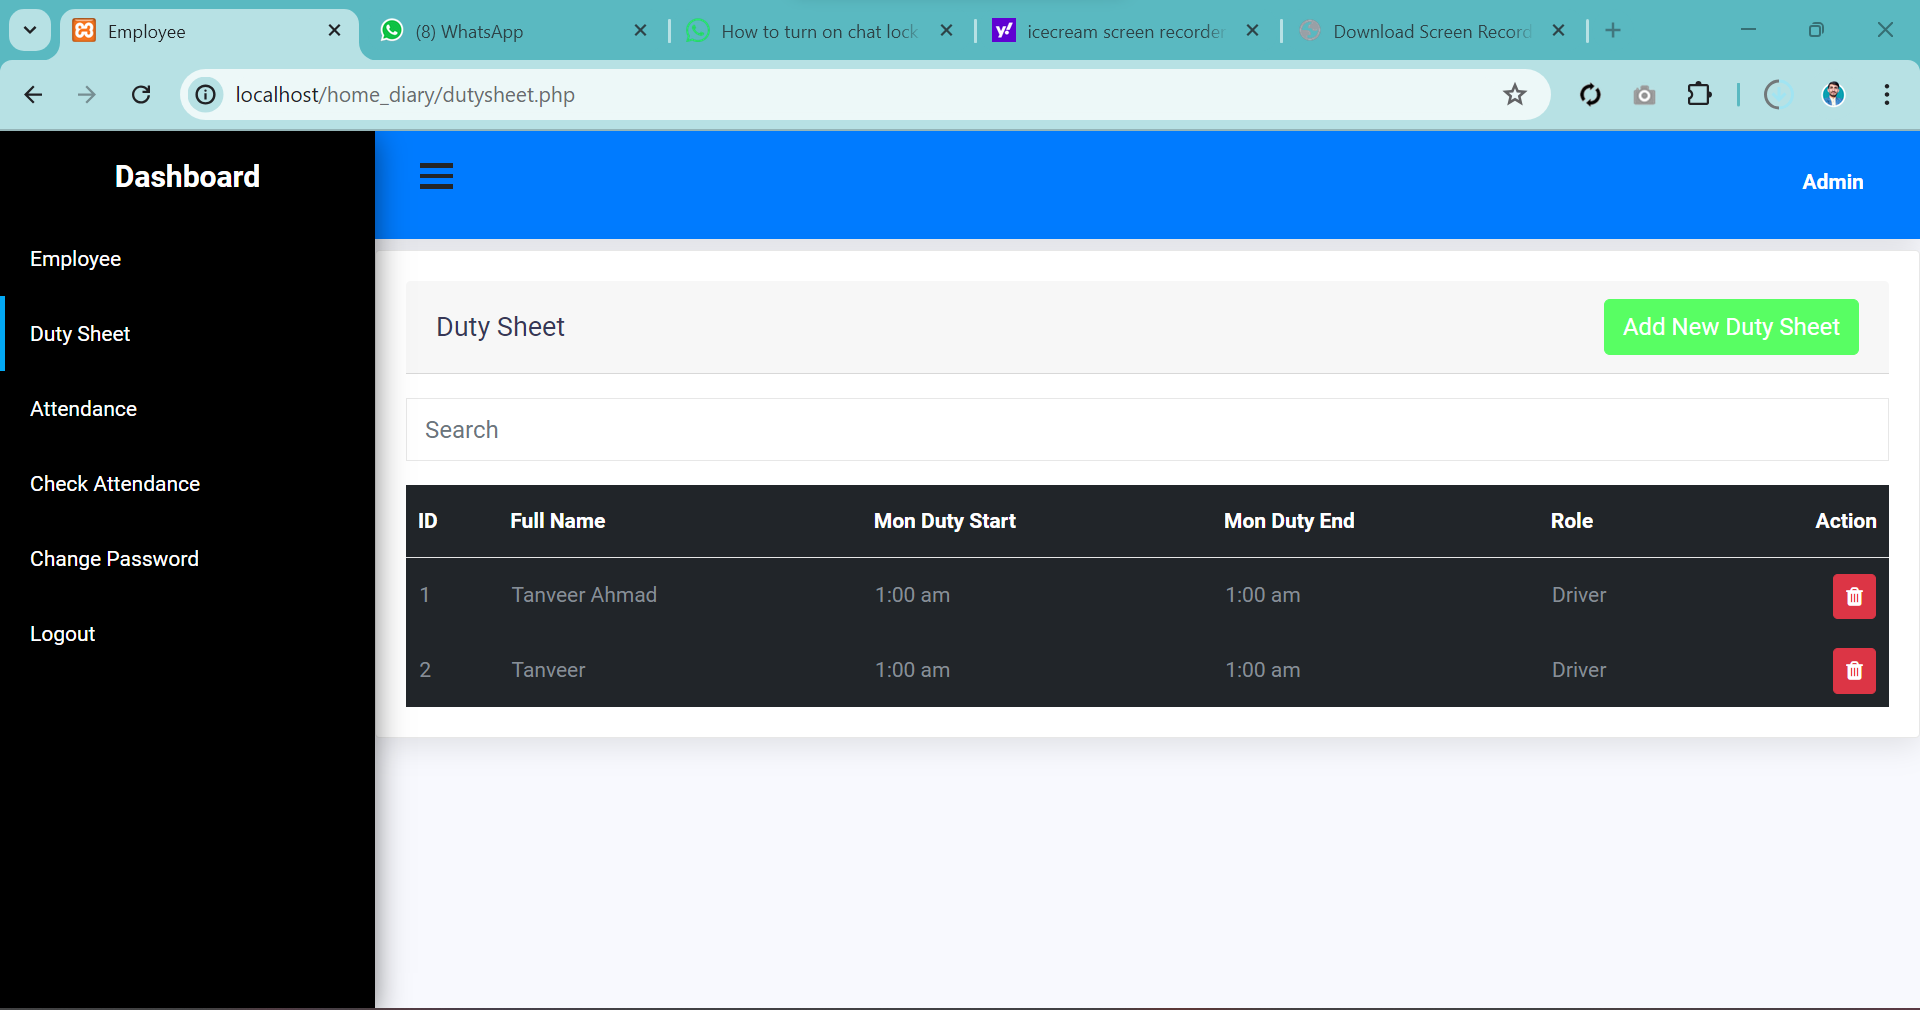 Employee
(8) WhatsApp
How to turn on chat lock
icecream screen recorder
Download Screen Record
localhost/home_diary/dutysheet.php
Dashboard
Admin
Employee
Duty Sheet
Attendance
Check Attendance
Change Password
Logout
Duty Sheet
Add New Duty Sheet
Search
ID Full Name Mon Duty Start Mon Duty End Role Action
1 Tanveer Ahmad 1:00 am 1:00 am Driver
2 Tanveer 1:00 am 1:00 am Driver